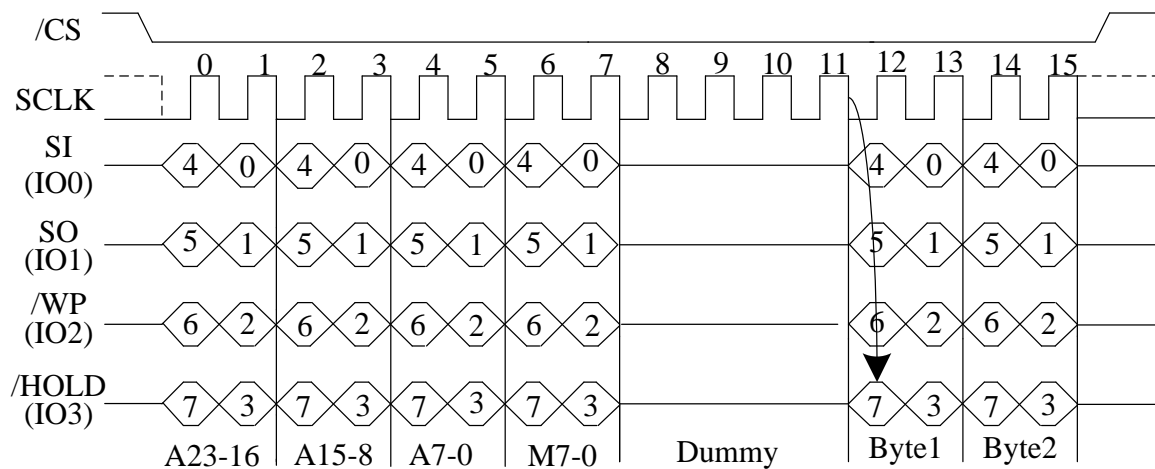 /CS
0 1 2 3 4 5 6 7 8 9 10 11 12 13 14 15
SCLK
SI
(IO0)
4 0 4 0 4 0 4 0 4 0 4 0
SO
(IO1)
5 1 5 1 5 1 5 1 5 1 5 1
/WP
(IO2)
6 2 6 2 6 2 6 2 6 2 6 2
/HOLD
(IO3)
7 3 7 3 7 3 7 3 7 3 7 3
A23-16 A15-8 A7-0 M7-0 Dummy Byte1 Byte2